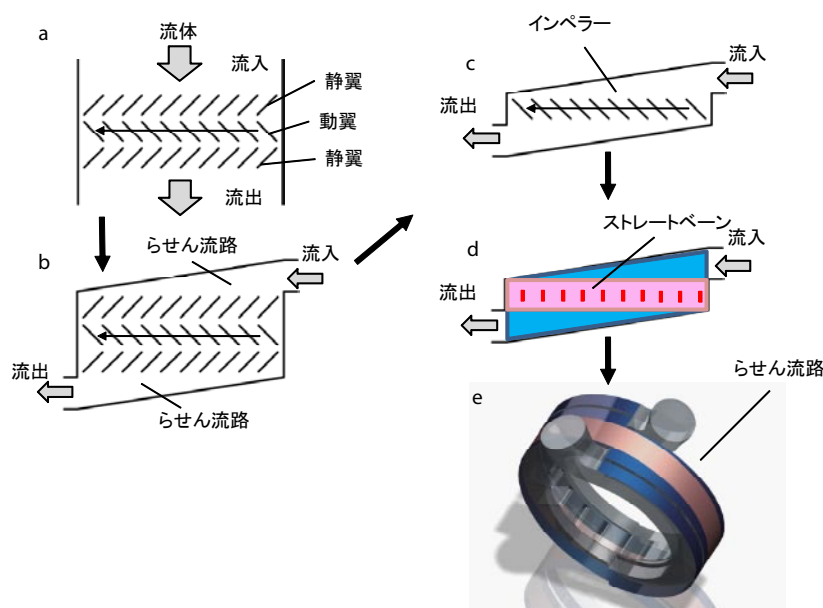 a
流体
流入
静翼
動翼
静翼
流出
b
らせん流路
流入
流出
らせん流路
c
インペラー
流入
流出
ストレートベーン
d
流入
流出
らせん流路
e